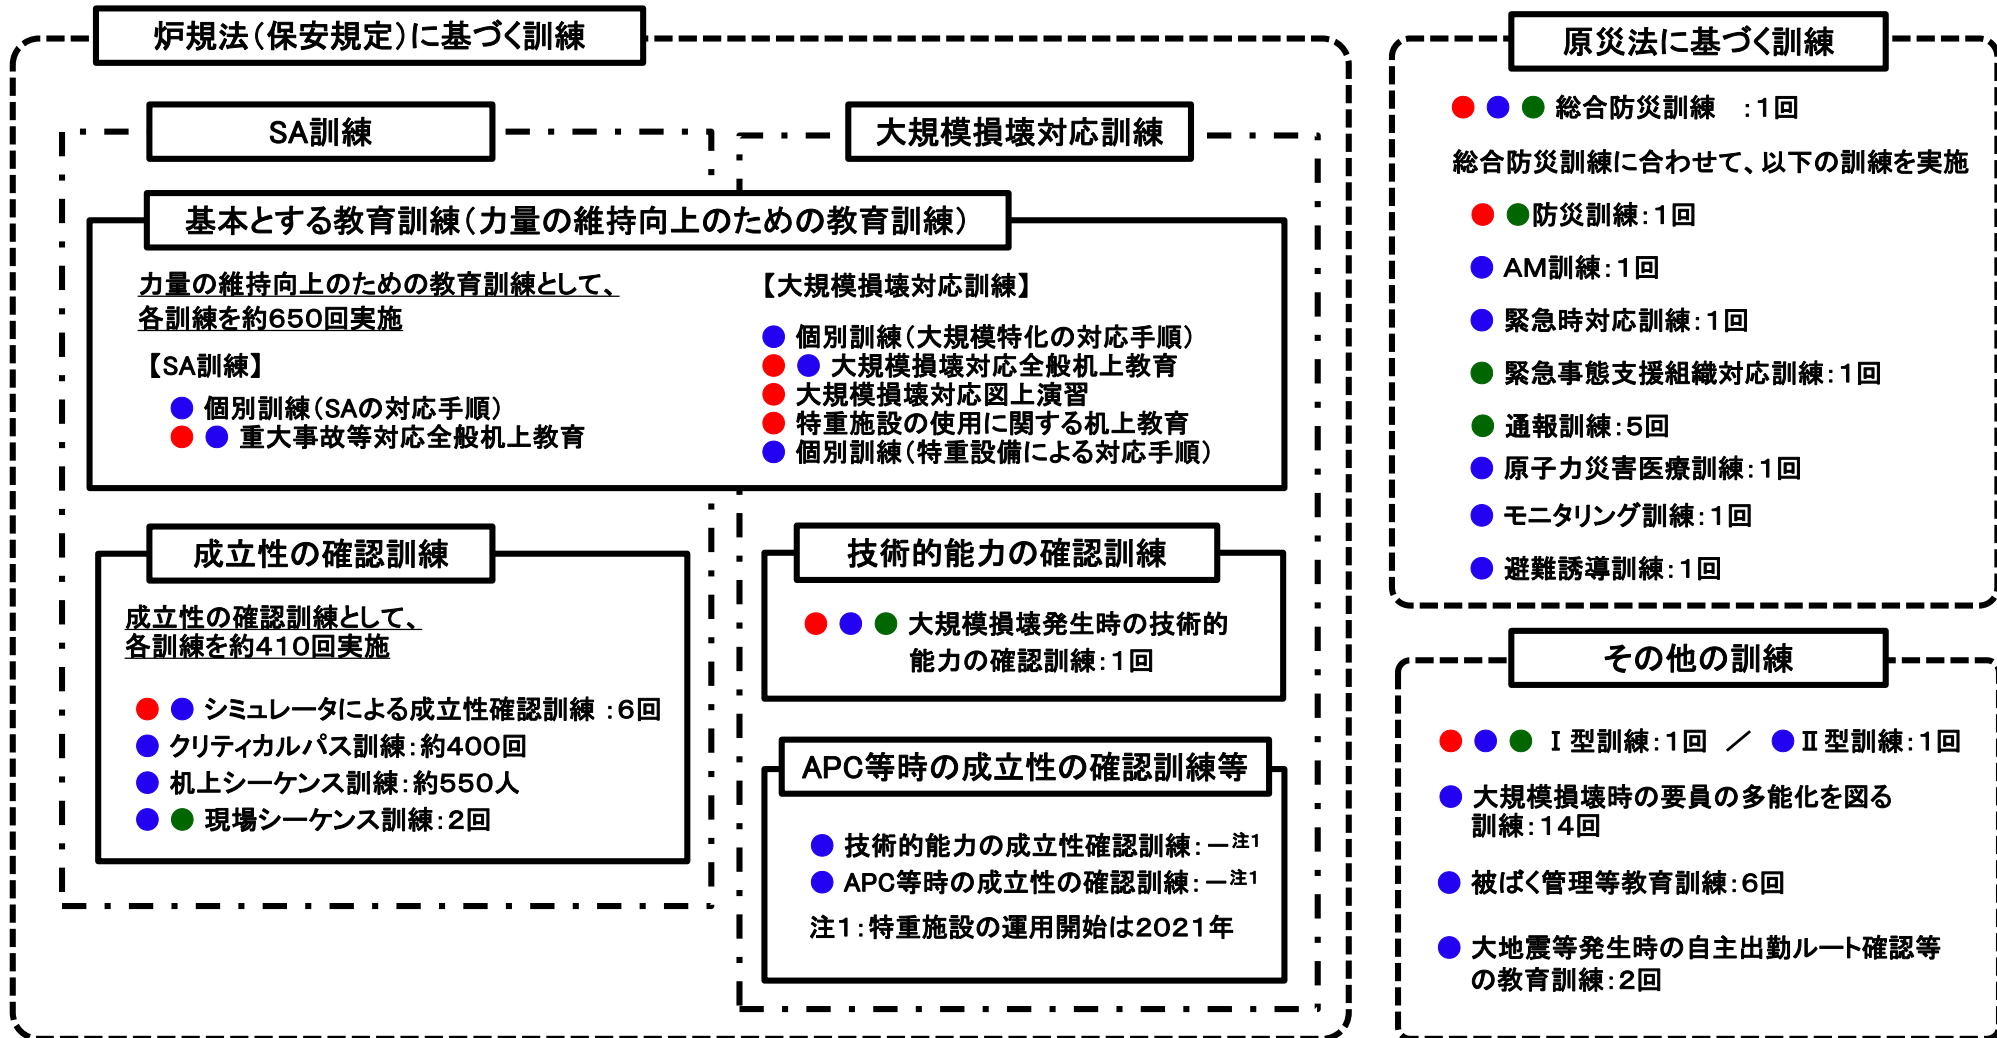 炉規法（保安規定）に基づく訓練
SA訓練
大規模損壊対応訓練
基本とする教育訓練（力量の維持向上のための教育訓練）
力量の維持向上のための教育訓練として、
各訓練を約650回実施
【SA訓練】
個別訓練（SAの対応手順）
重大事故等対応全般机上教育
【大規模損壊対応訓練】
個別訓練（大規模特化の対応手順）
大規模損壊対応全般机上教育
大規模損壊対応図上演習
特重施設の使用に関する机上教育
個別訓練（特重設備による対応手順）
成立性の確認訓練
成立性の確認訓練として、
各訓練を約410回実施
シミュレータによる成立性確認訓練：6回
クリティカルパス訓練：約400回
机上シーケンス訓練：約550人
現場シーケンス訓練：2回
技術的能力の確認訓練
大規模損壊発生時の技術的
能力の確認訓練：1回
APC等時の成立性の確認訓練等
技術的能力の成立性確認訓練：－注1
APC等時の成立性の確認訓練：－注1
注1：特重施設の運用開始は2021年
原災法に基づく訓練
総合防災訓練　：1回
総合防災訓練に合わせて、以下の訓練を実施
防災訓練：1回
AM訓練：1回
緊急時対応訓練：1回
緊急事態支援組織対応訓練：1回
通報訓練：5回
原子力災害医療訓練：1回
モニタリング訓練：1回
避難誘導訓練：1回
その他の訓練
Ⅰ型訓練：1回 ／ Ⅱ型訓練：1回
大規模損壊時の要員の多能化を図る
訓練：14回
被ばく管理等教育訓練：6回
大地震等発生時の自主出勤ルート確認等
の教育訓練：2回